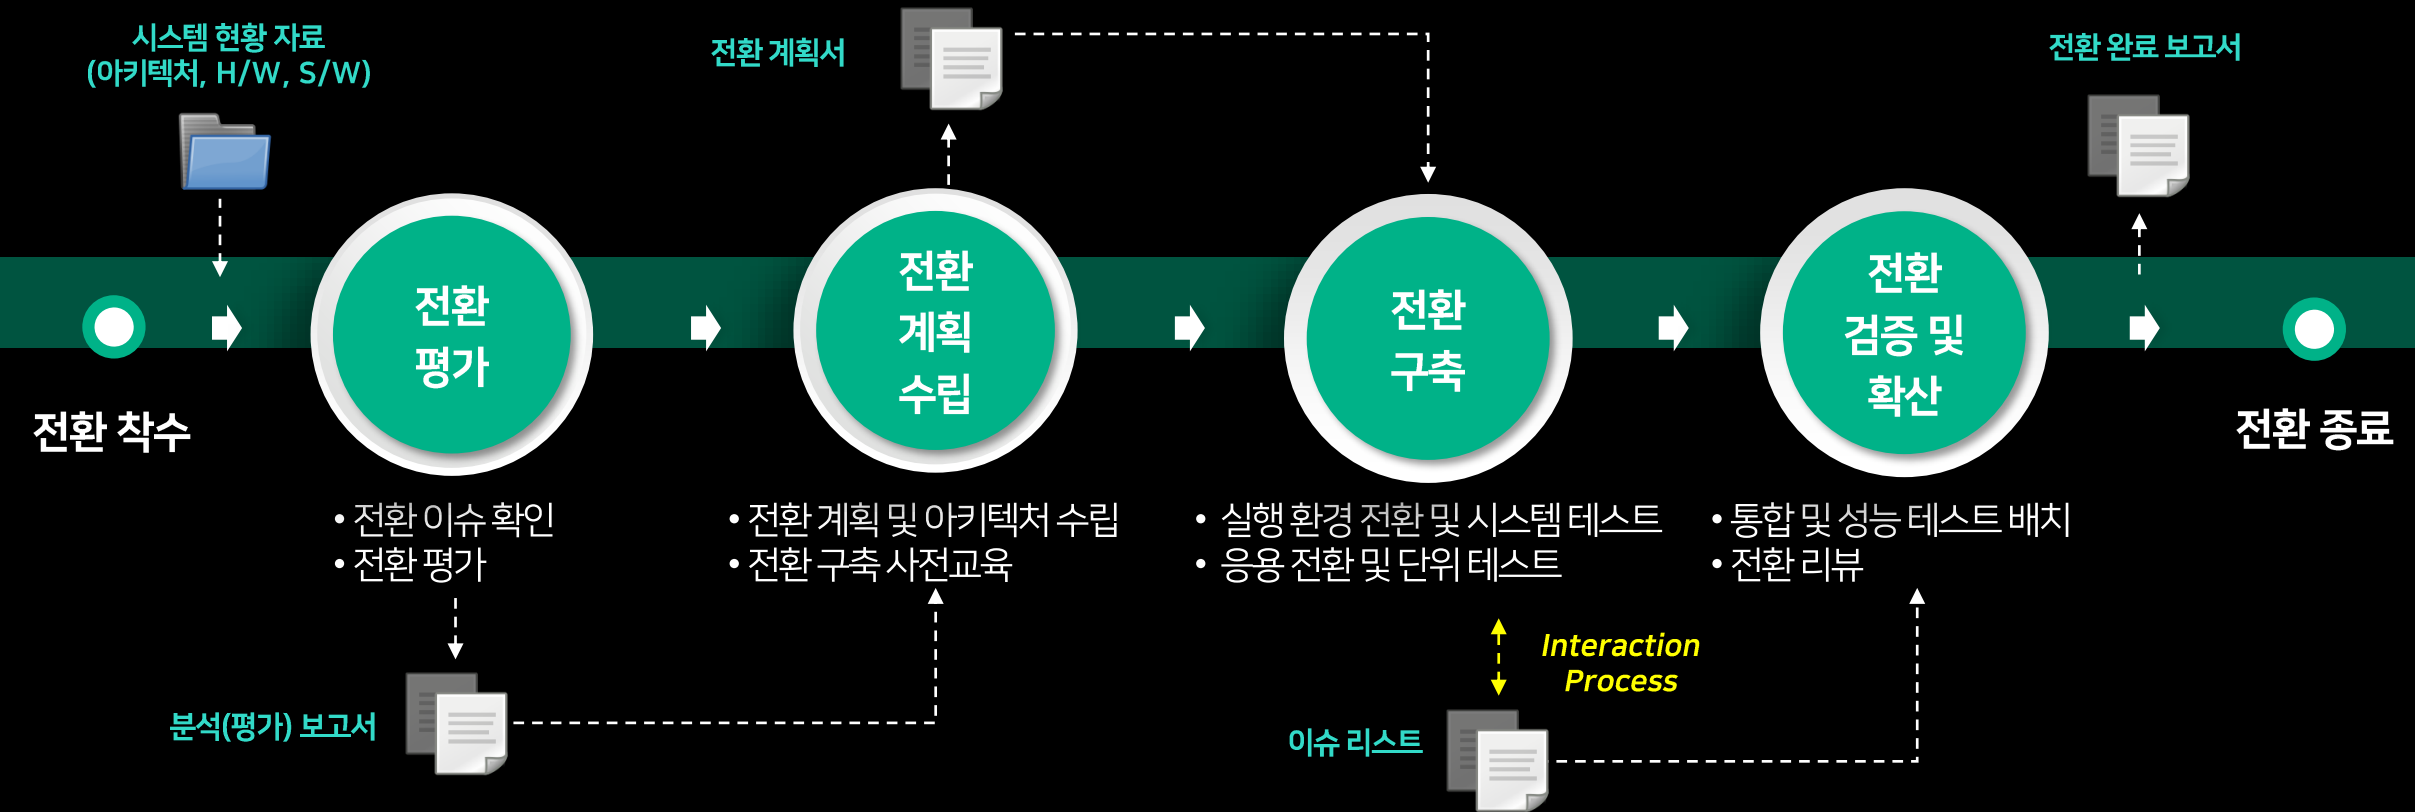 시스템 현황 자료
(아키텍처, H/W, S/W)
전환 계획서
전환 완료 보고서
전환 착수
전환
평가
전환
계획
수립
전환
구축
전환
검증 및
확산
전환 종료
• 전환 이슈 확인
• 전환 평가
• 전환 계획 및 아키텍처 수립
• 전환 구축 사전교육
• 실행 환경 전환 및 시스템 테스트
• 응용 전환 및 단위 테스트
• 통합 및 성능 테스트 배치
• 전환 리뷰
분석(평가) 보고서
Interaction
Process
이슈 리스트